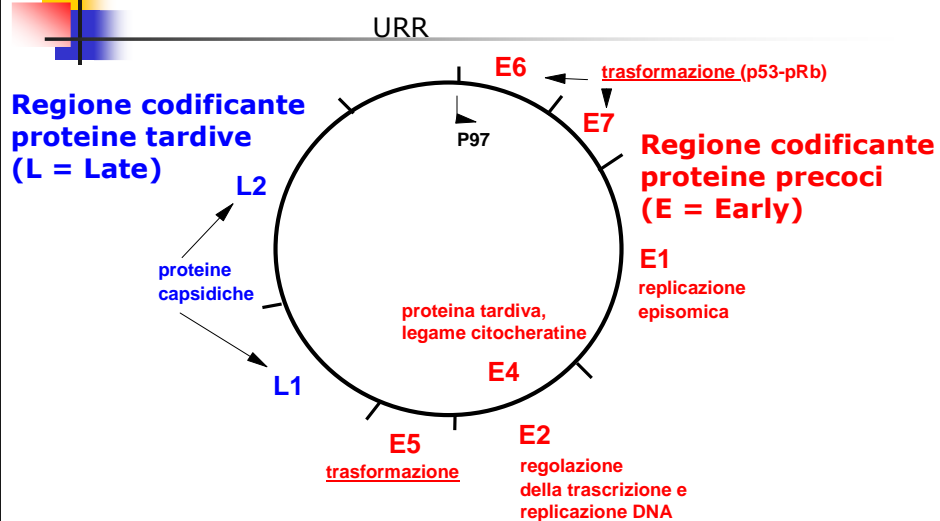 URR
E6
trasformazione (p53-pRb)
E7
P97
Regione codificante
proteine tardive
(L = Late)
Regione codificante
proteine precoci
(E = Early)
L2
proteine
capsidiche
L1
E1
replicazione
episomica
proteina tardiva,
legame citocheratine
E4
E5
trasformazione
E2
regolazione
della trascrizione e
replicazione DNA